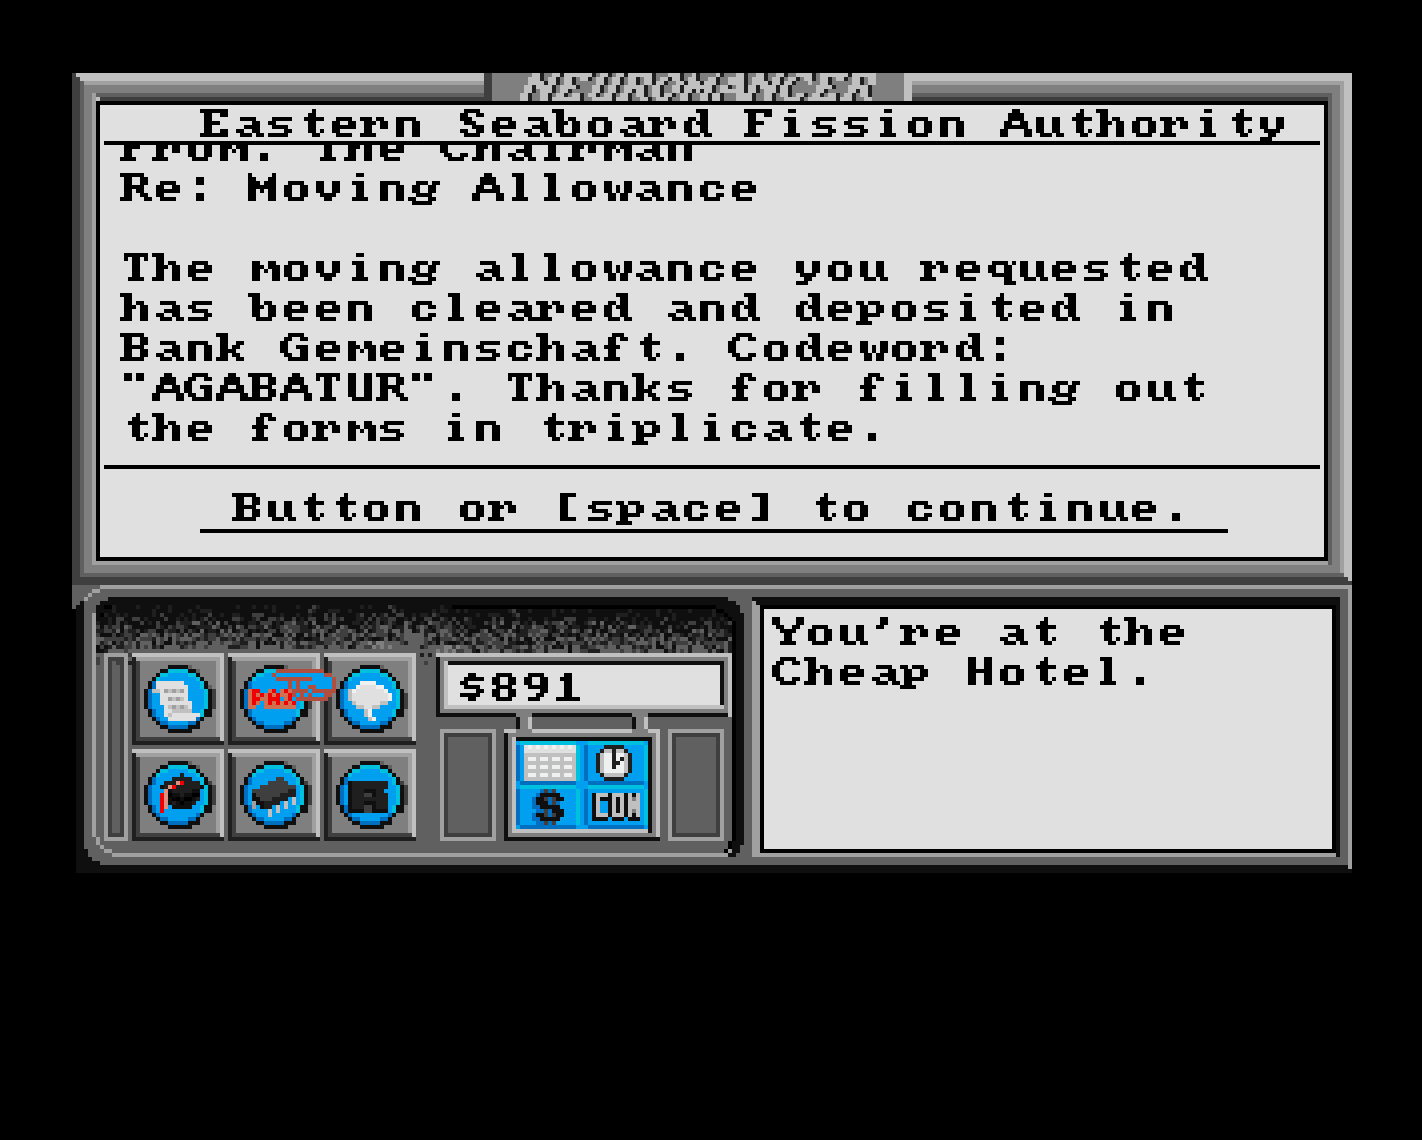 NEUROMANCER
Eastern Seaboard Fission Authority
From: The Chairman
Re: Moving Allowance
The moving allowance you requested
has been cleared and deposited in
Bank Gemeinschaft. Codeword:
"AGABATUR". Thanks for filling out
the forms in triplicate.
Button or [space] to continue.
You're at the
Cheap Hotel.
PAX
$891
R
$ COM